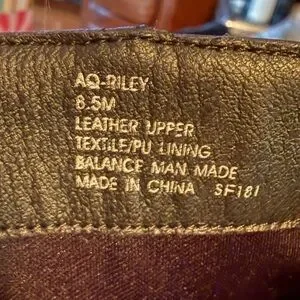 AQ-RILEY
8.5M
LEATHER UPPER
TEXTILE/PU LINING
BALANCE MAN MADE
MADE IN CHINA SF181